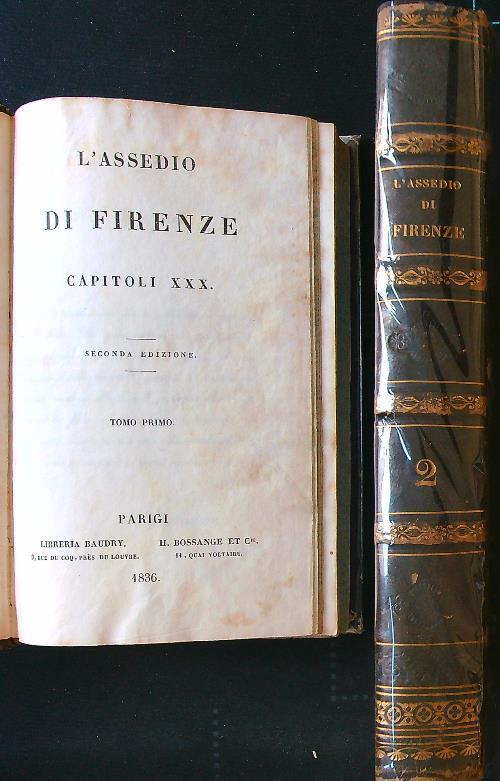 L'ASSEDIO
DI FIRENZE
CAPITOLI XXX.
SECONDA EDIZIONE.
TOMO PRIMO.
PARIGI
LIBRERIA BAUDRY,
9, RUE DU COQ, PRÈS DU LOUVRE.
H. BOSSANGE ET Cie.
11, QUAI VOLTAIRE.
1836.
L'ASSEDIO
DI
FIRENZE
2